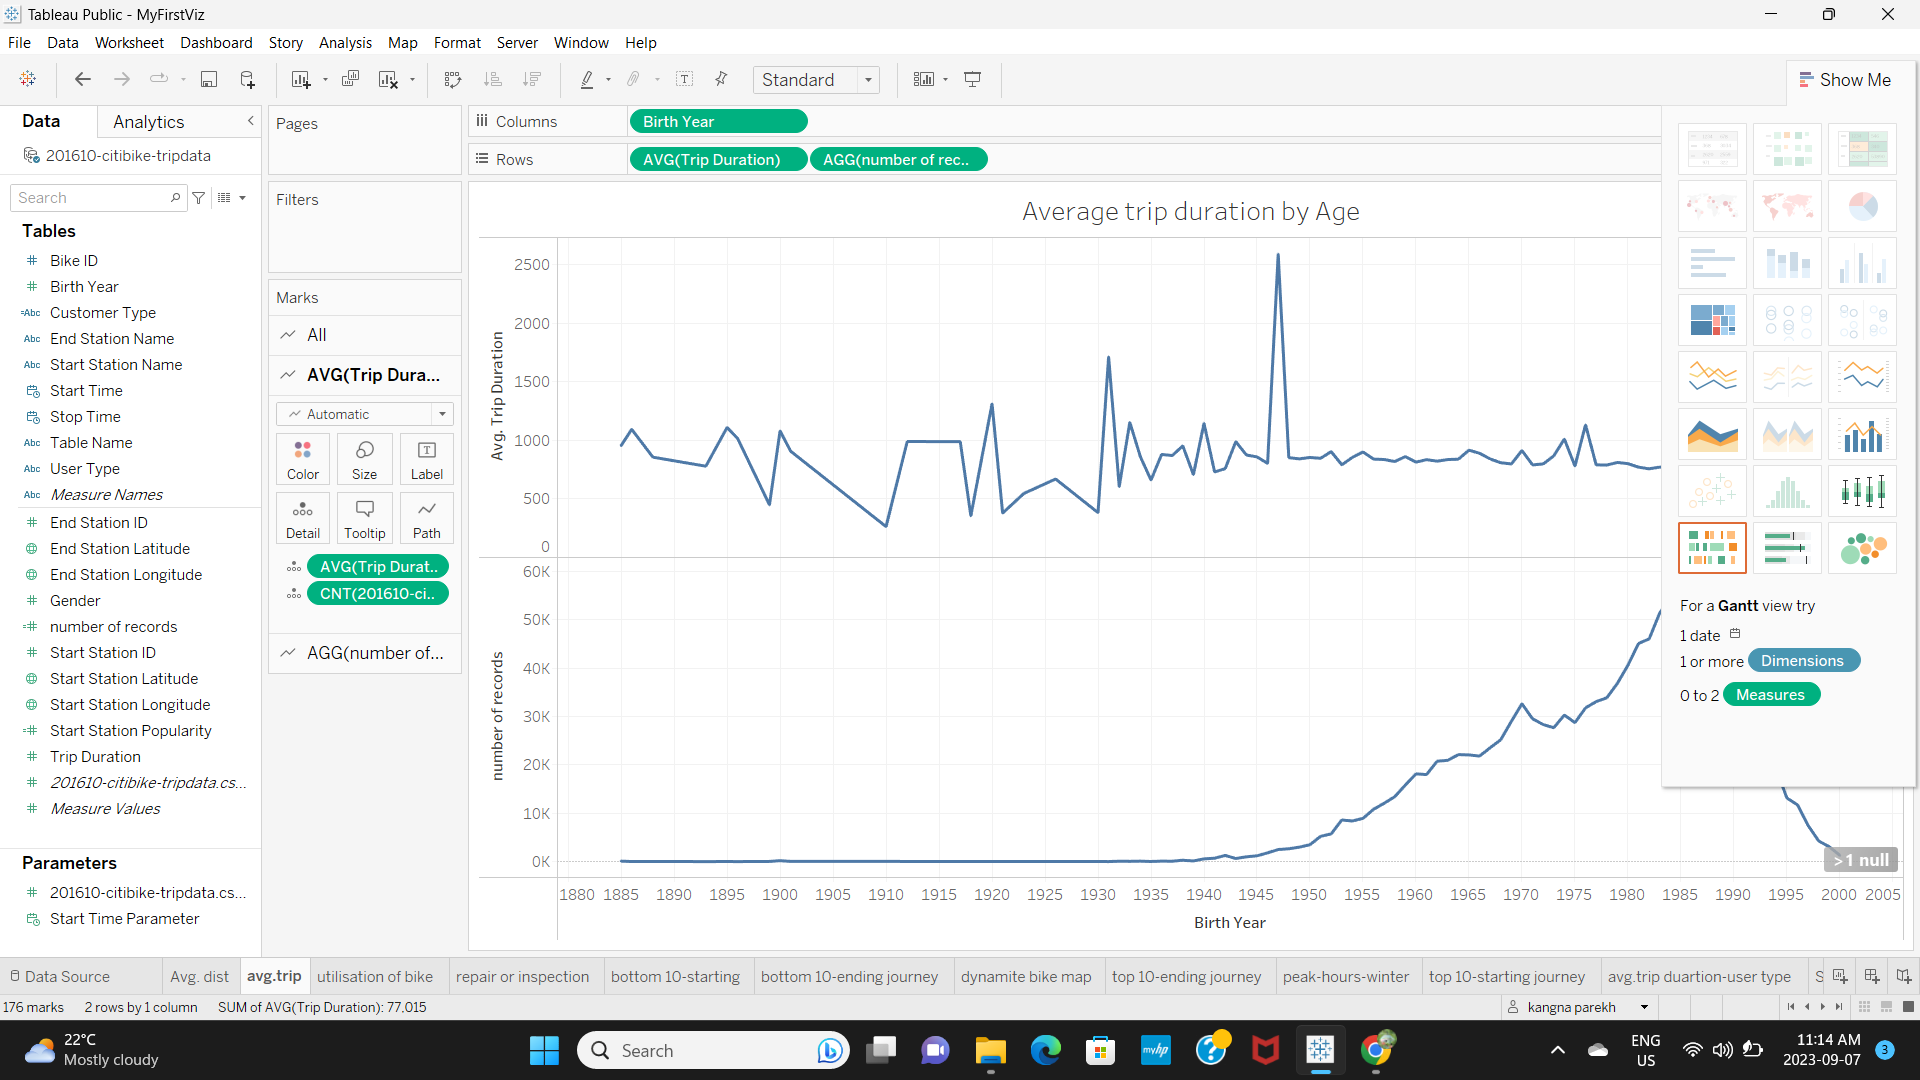 Tableau Public - MyFirstViz
File Data Worksheet Dashboard Story Analysis Map Format Server Window Help
Standard
Show Me
Data
Analytics
201610-citibike-tripdata
Search
Tables
Bike ID
Birth Year
Abc Customer Type
Abc End Station Name
Abc Start Station Name
Start Time
Stop Time
Abc Table Name
Abc User Type
Abc Measure Names
End Station ID
End Station Latitude
End Station Longitude
Gender
number of records
Start Station ID
Start Station Latitude
Start Station Longitude
Start Station Popularity
Trip Duration
201610-citibike-tripdata.cs...
Measure Values
Parameters
201610-citibike-tripdata.cs...
Start Time Parameter
Pages
Filters
Marks
All
AVG(Trip Dura...
Automatic
Color
Size
Label
Detail
Tooltip
Path
AVG(Trip Durat..
CNT(201610-ci..
AGG(number of...
Columns
Birth Year
Rows
AVG(Trip Duration)
AGG(number of rec..
Average trip duration by Age
Avg. Trip Duration
2500
2000
1500
1000
500
0
number of records
60K
50K
40K
30K
20K
10K
0K
1880 1885 1890 1895 1900 1905 1910 1915 1920 1925 1930 1935 1940 1945 1950 1955 1960 1965 1970 1975 1980 1985 1990 1995 2000 2005
Birth Year
>1 null
For a Gantt view try
1 date
1 or more Dimensions
0 to 2 Measures
Data Source
Avg. dist
avg.trip
utilisation of bike
repair or inspection
bottom 10-starting
bottom 10-ending journey
dynamite bike map
top 10-ending journey
peak-hours-winter
top 10-starting journey
avg.trip duartion-user type
S
176 marks
2 rows by 1 column
SUM of AVG(Trip Duration): 77,015
kangna parekh
22°C
Mostly cloudy
Search
myhp
ENG
US
11:14 AM
2023-09-07
3